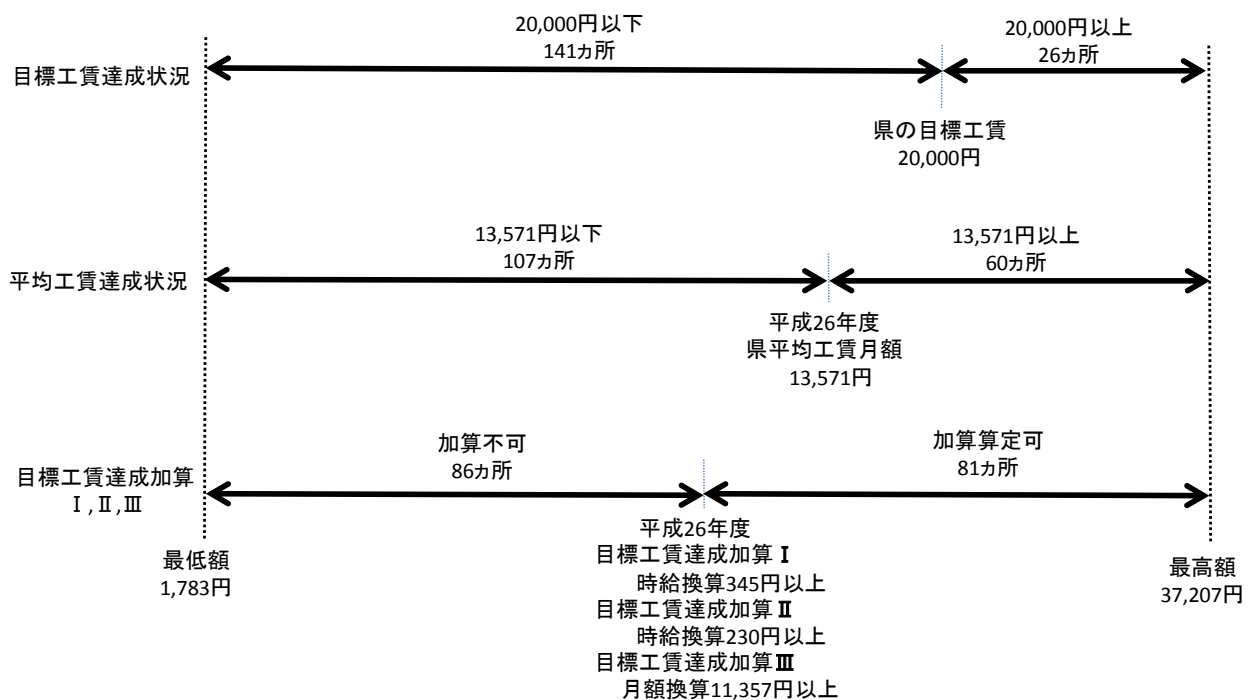 20,000円以下
141ヵ所
20,000円以上
26ヵ所
目標工賃達成状況
県の目標工賃
20,000円
13,571円以下
107ヵ所
13,571円以上
60ヵ所
平均工賃達成状況
平成26年度
県平均工賃月額
13,571円
加算不可
86ヵ所
加算算定可
81ヵ所
目標工賃達成加算
Ⅰ,Ⅱ,Ⅲ
最低額
1,783円
平成26年度
目標工賃達成加算Ⅰ
時給換算345円以上
目標工賃達成加算Ⅱ
時給換算230円以上
目標工賃達成加算Ⅲ
月額換算11,357円以上
最高額
37,207円